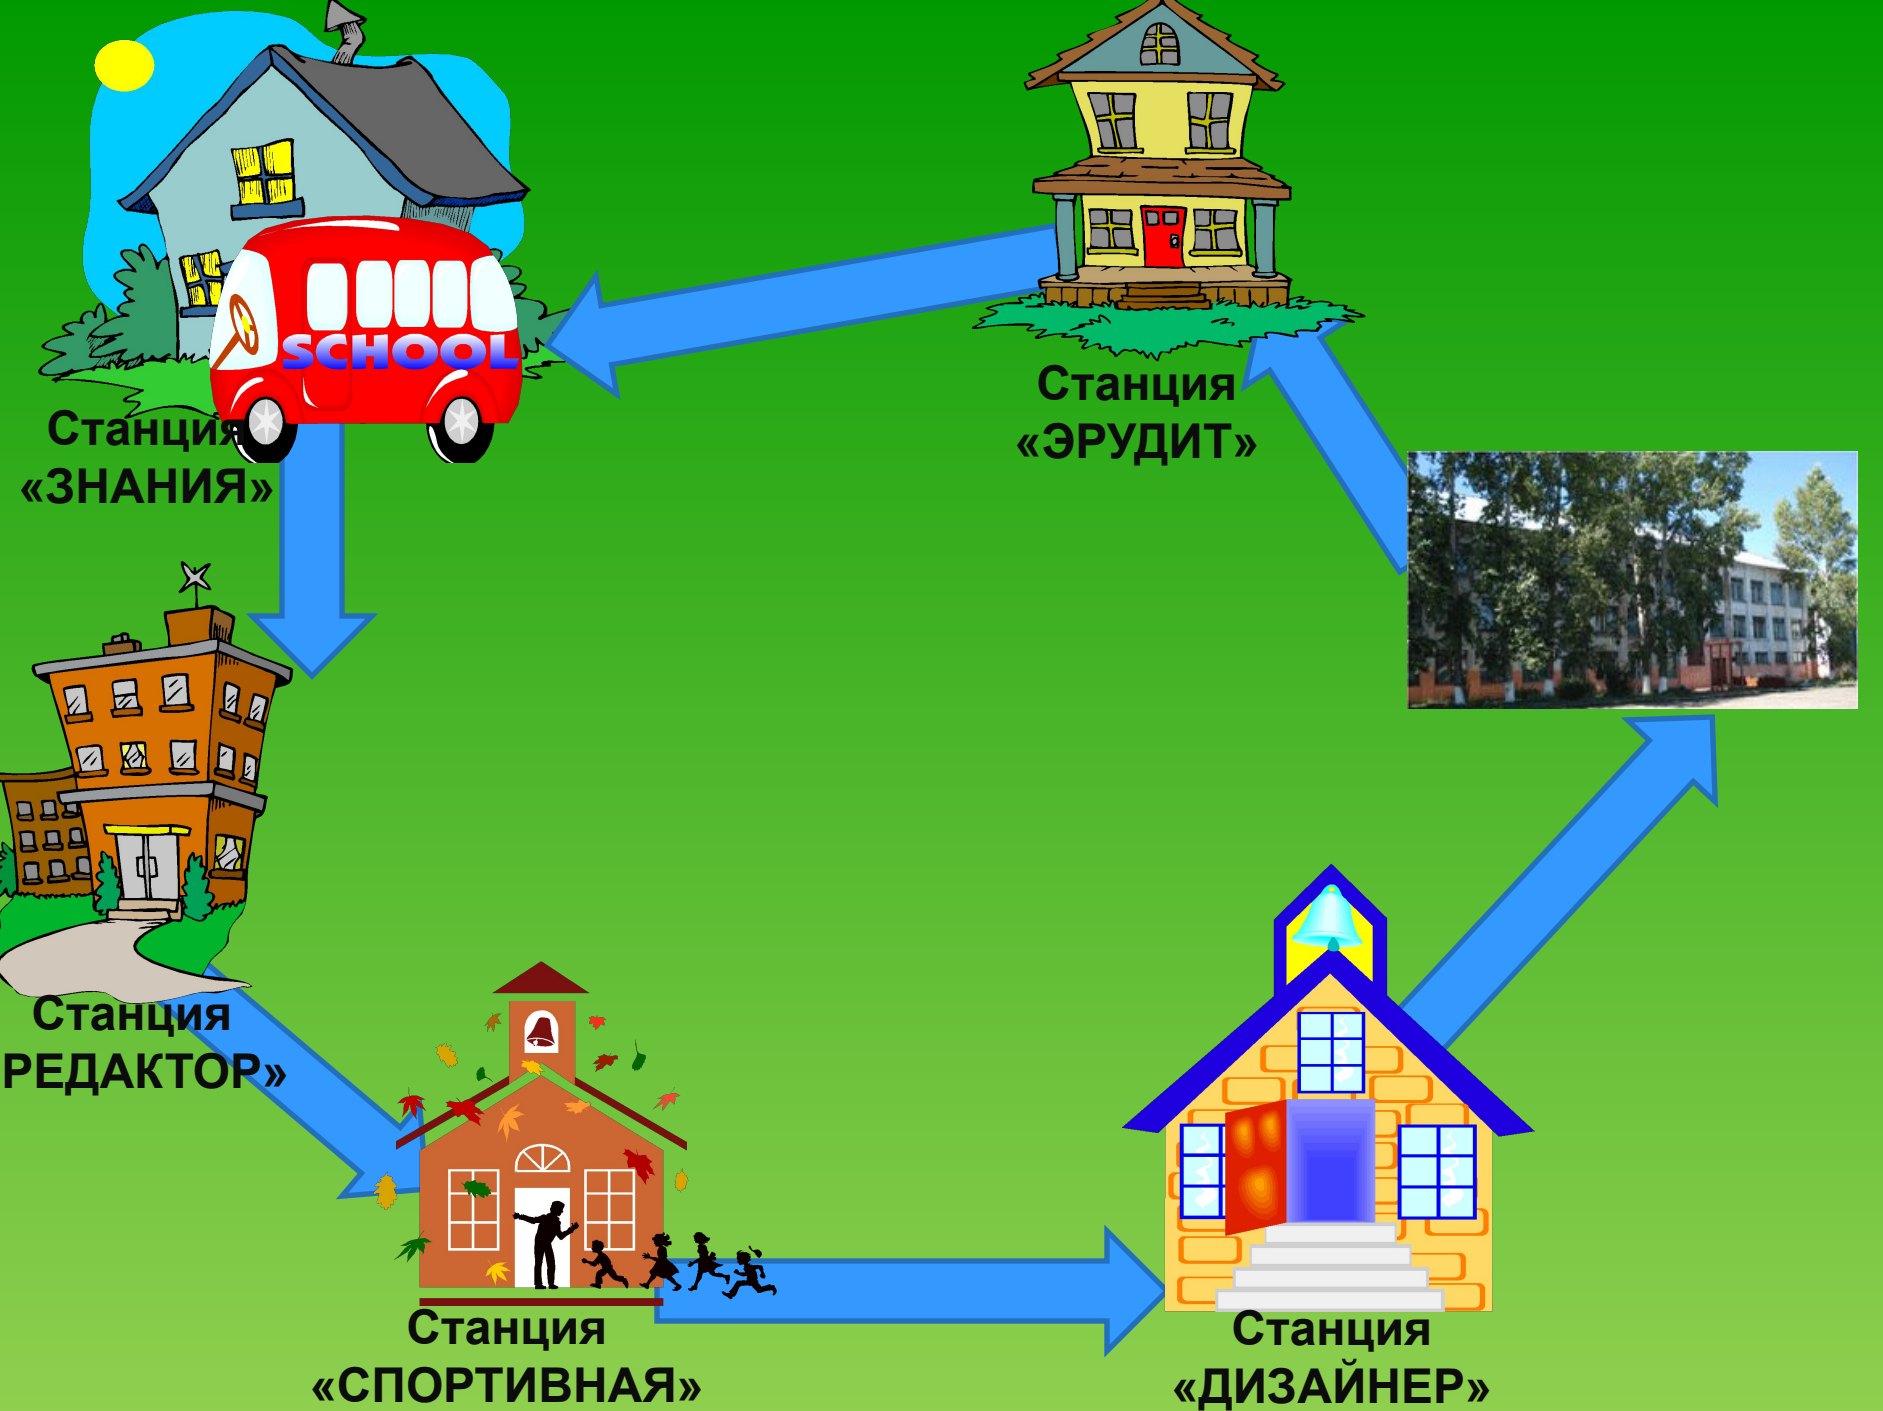 SCHOOL
Станция
«ЭРУДИТ»
Станция
«ЗНАНИЯ»
Станция
РЕДАКТОР»
Станция
«СПОРТИВНАЯ»
Станция
«ДИЗАЙНЕР»